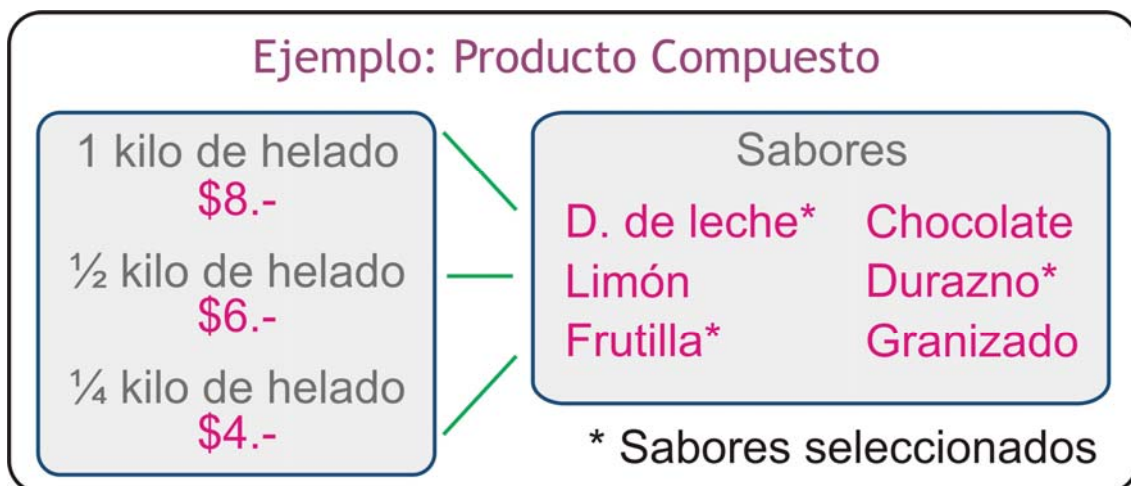 Ejemplo: Producto Compuesto
1 kilo de helado
$8.-
½ kilo de helado
$6.-
¼ kilo de helado
$4.-
Sabores
D. de leche* Chocolate
Limón Durazno*
Frutilla* Granizado
* Sabores seleccionados